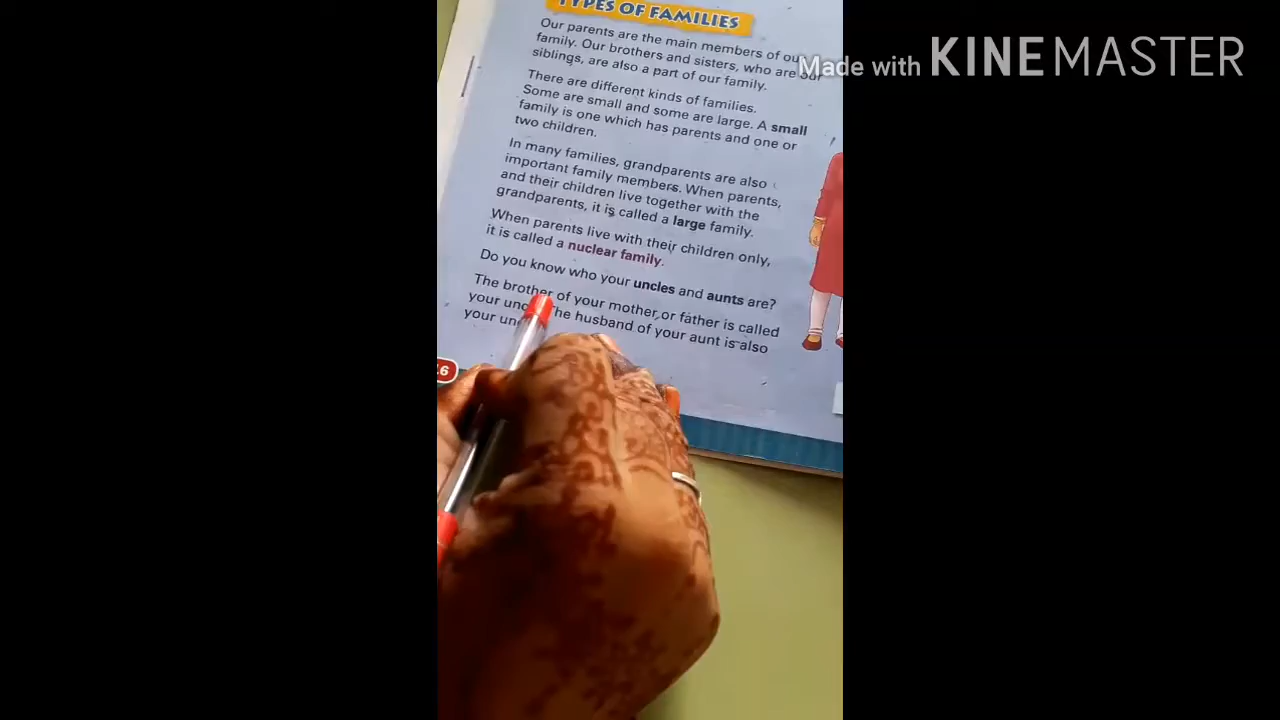 TYPES OF FAMILIES
Our parents are the main members of our
family. Our brothers and sisters, who are our
siblings, are also a part of our family.
There are different kinds of families.
Some are small and some are large. A small
family is one which has parents and one or
two children.
In many families, grandparents are also
important family members. When parents,
and their children live together with the
grandparents, it is called a large family.
When parents live with their children only,
it is called a nuclear family.
Do you know who your uncles and aunts are?
The brother of your mother or father is called
your The husband of your aunt is also
your
Made with KINEMASTER